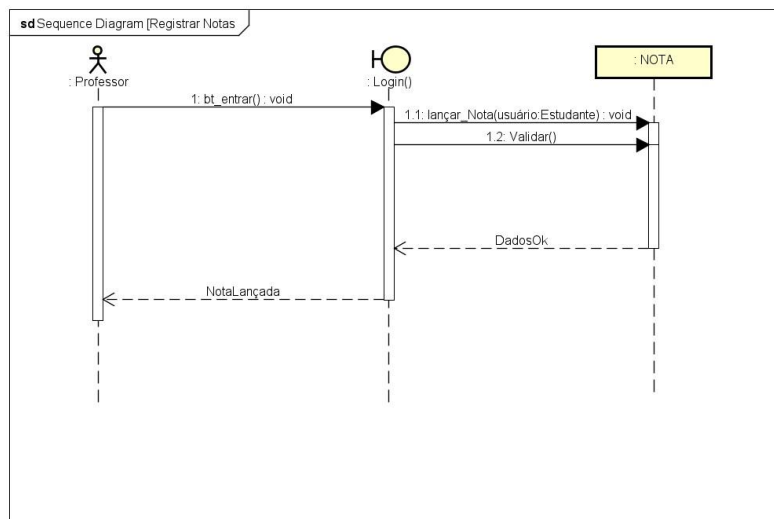 sd Sequence Diagram [Registrar Notas
: Professor
: Login()
: NOTA
1: bt_entrar() : void
1.1: lançar_Nota(usuário:Estudante) : void
1.2: Validar()
DadosOk
NotaLançada